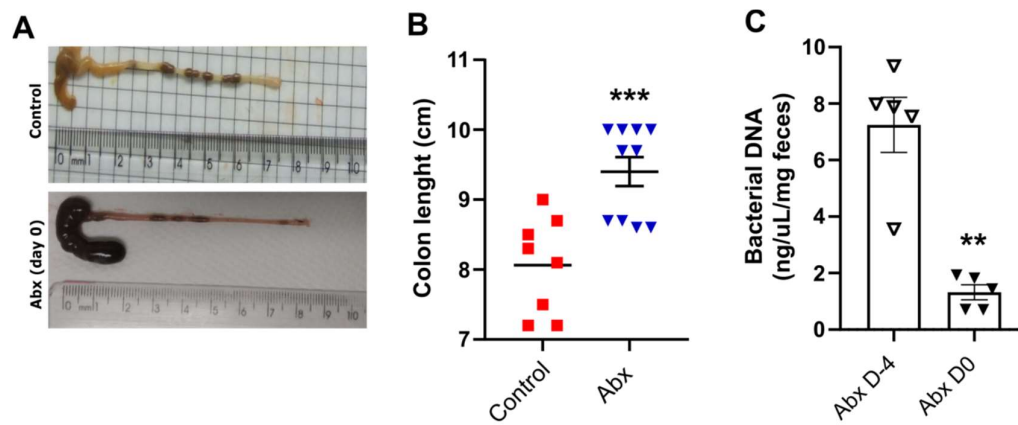 A
Control
0 mm 1 2 3 4 5 6 7 8 9 10
Abx (day 0)
0 mm 1 2 3 4 5 6 7 8 9 10
B
Colon lenght (cm)
11
10
9
8
7
***
Control
Abx
C
Bacterial DNA
(ng/uL/mg feces)
10
8
6
4
2
0
**
Abx D-4
Abx D0